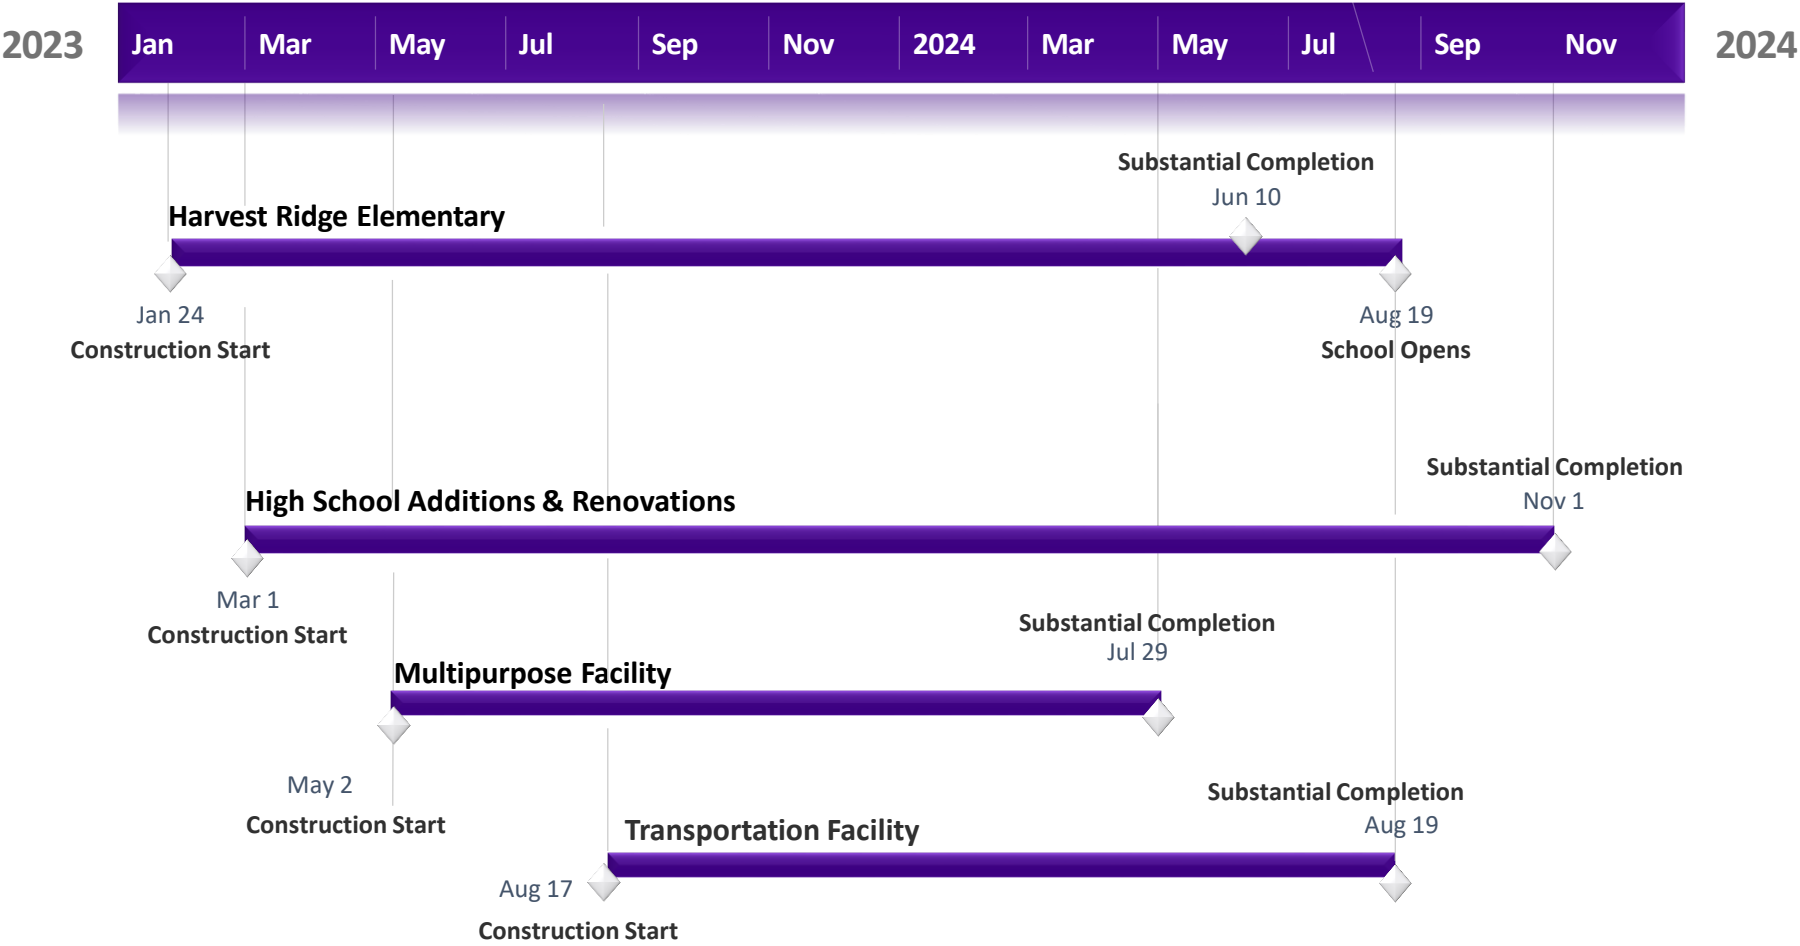 2023 Jan Mar May Jul Sep Nov 2024 Mar May Jul Sep Nov 2024
Substantial Completion
Jun 10
Harvest Ridge Elementary
Jan 24
Construction Start
Aug 19
School Opens
Substantial Completion
Nov 1
High School Additions & Renovations
Mar 1
Construction Start
Substantial Completion
Jul 29
Multipurpose Facility
May 2
Construction Start
Substantial Completion
Aug 19
Transportation Facility
Aug 17
Construction Start